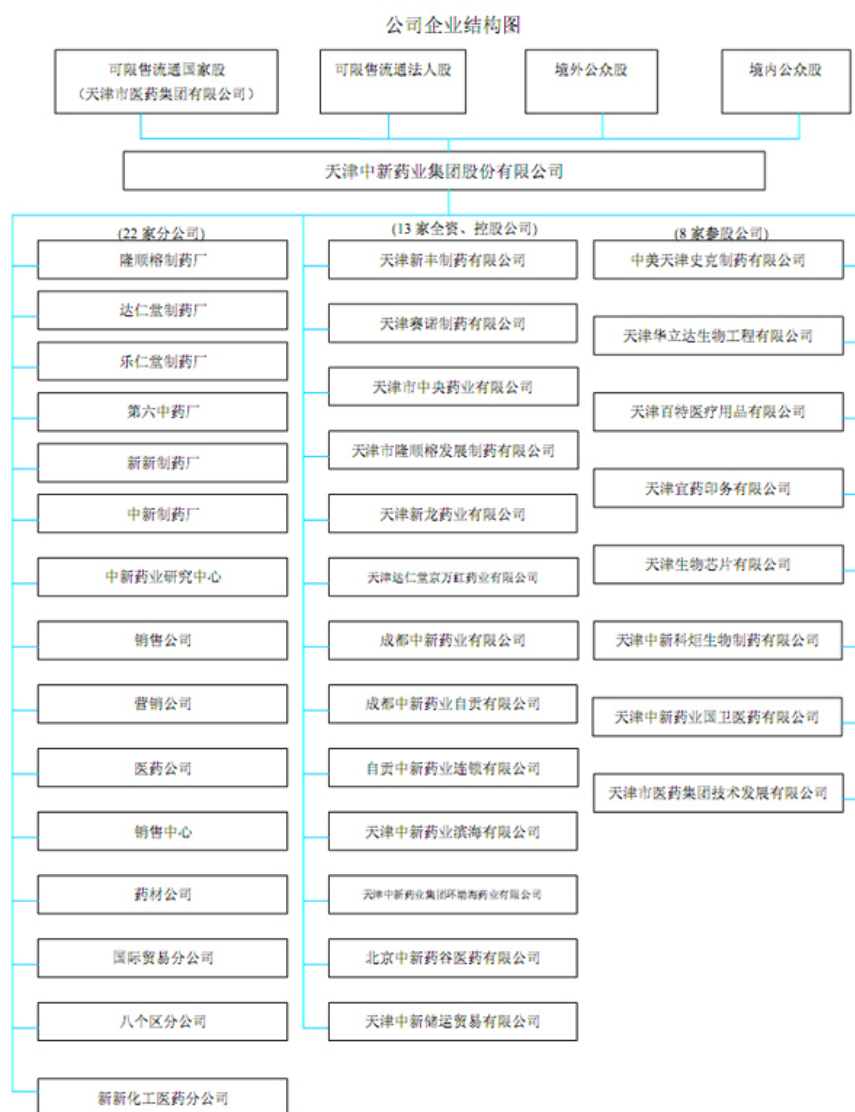 公司企业结构图
可限售流通国家股
（天津市医药集团有限公司）
可限售流通法人股
境外公众股
境内公众股
天津中新药业集团股份有限公司
(22 家分公司)
隆顺榕制药厂
达仁堂制药厂
乐仁堂制药厂
第六中药厂
新新制药厂
中新制药厂
中新药业研究中心
销售公司
营销公司
医药公司
销售中心
药材公司
国际贸易分公司
八个区分公司
新新化工医药分公司
(13 家全资、控股公司)
天津新丰制药有限公司
天津赛诺制药有限公司
天津市中央药业有限公司
天津市隆顺榕发展制药有限公司
天津新龙药业有限公司
天津达仁堂京万红药业有限公司
成都中新药业有限公司
成都中新药业自贡有限公司
自贡中新药业连锁有限公司
天津中新药业滨海有限公司
天津中新药业集团环渤海药业有限公司
北京中新药谷医药有限公司
天津中新储运贸易有限公司
(8 家参股公司)
中美天津史克制药有限公司
天津华立达生物工程有限公司
天津百特医疗用品有限公司
天津宜药印务有限公司
天津生物芯片有限公司
天津中新科炬生物制药有限公司
天津中新药业国卫医药有限公司
天津市医药集团技术发展有限公司